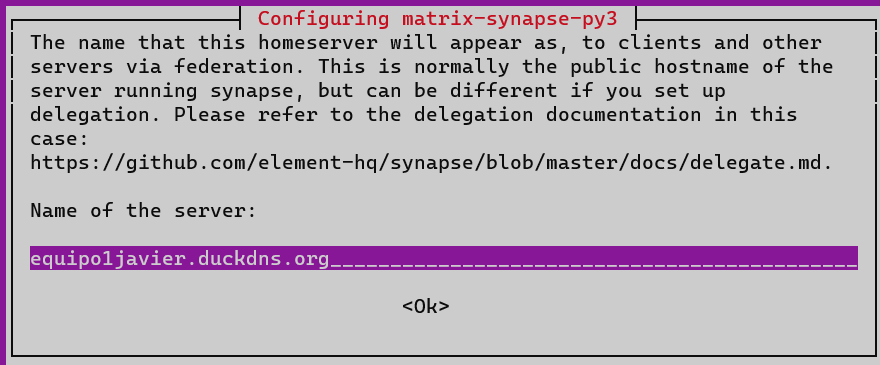 Configuring matrix-synapse-py3
The name that this homeserver will appear as, to clients and other
servers via federation. This is normally the public hostname of the
server running synapse, but can be different if you set up
delegation. Please refer to the delegation documentation in this
case:
https://github.com/element-hq/synapse/blob/master/docs/delegate.md.
Name of the server:
equipo1javier.duckdns.org____________________________________________
<Ok>